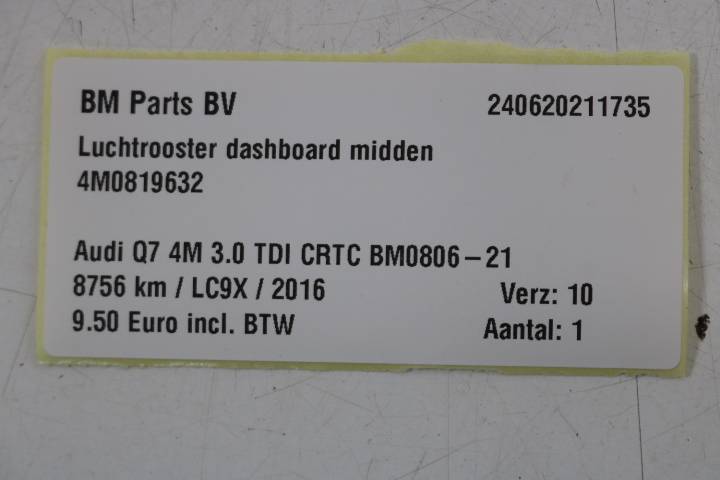 BM Parts BV 240620211735
Luchtrooster dashboard midden
4M0819632
Audi Q7 4M 3.0 TDI CRTC BM0806-21
8756 km / LC9X / 2016 Verz: 10
9.50 Euro incl. BTW Aantal: 1